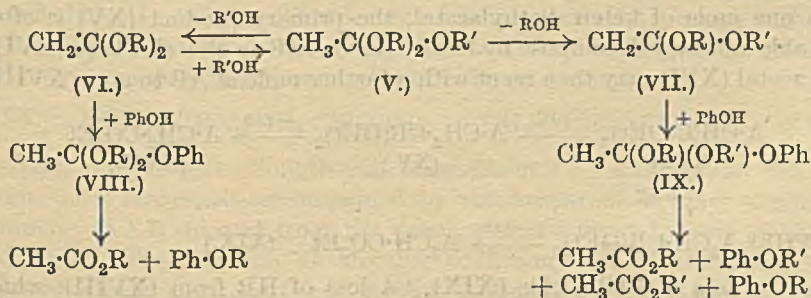 − R'OH − ROH
CH₂:C(OR)₂ ⇄ CH₃·C(OR)₂·OR' ⟶ CH₂:C(OR)·OR'.
(VI.) + R'OH (V.) (VII.)
↓ + PhOH ↓ + PhOH
CH₃·C(OR)₂·OPh CH₃·C(OR)(OR')·OPh
(VIII.) (IX.)
↓ ↓
CH₃·CO₂R + Ph·OR CH₃·CO₂R + Ph·OR'
+ CH₃·CO₂R' + Ph·OR